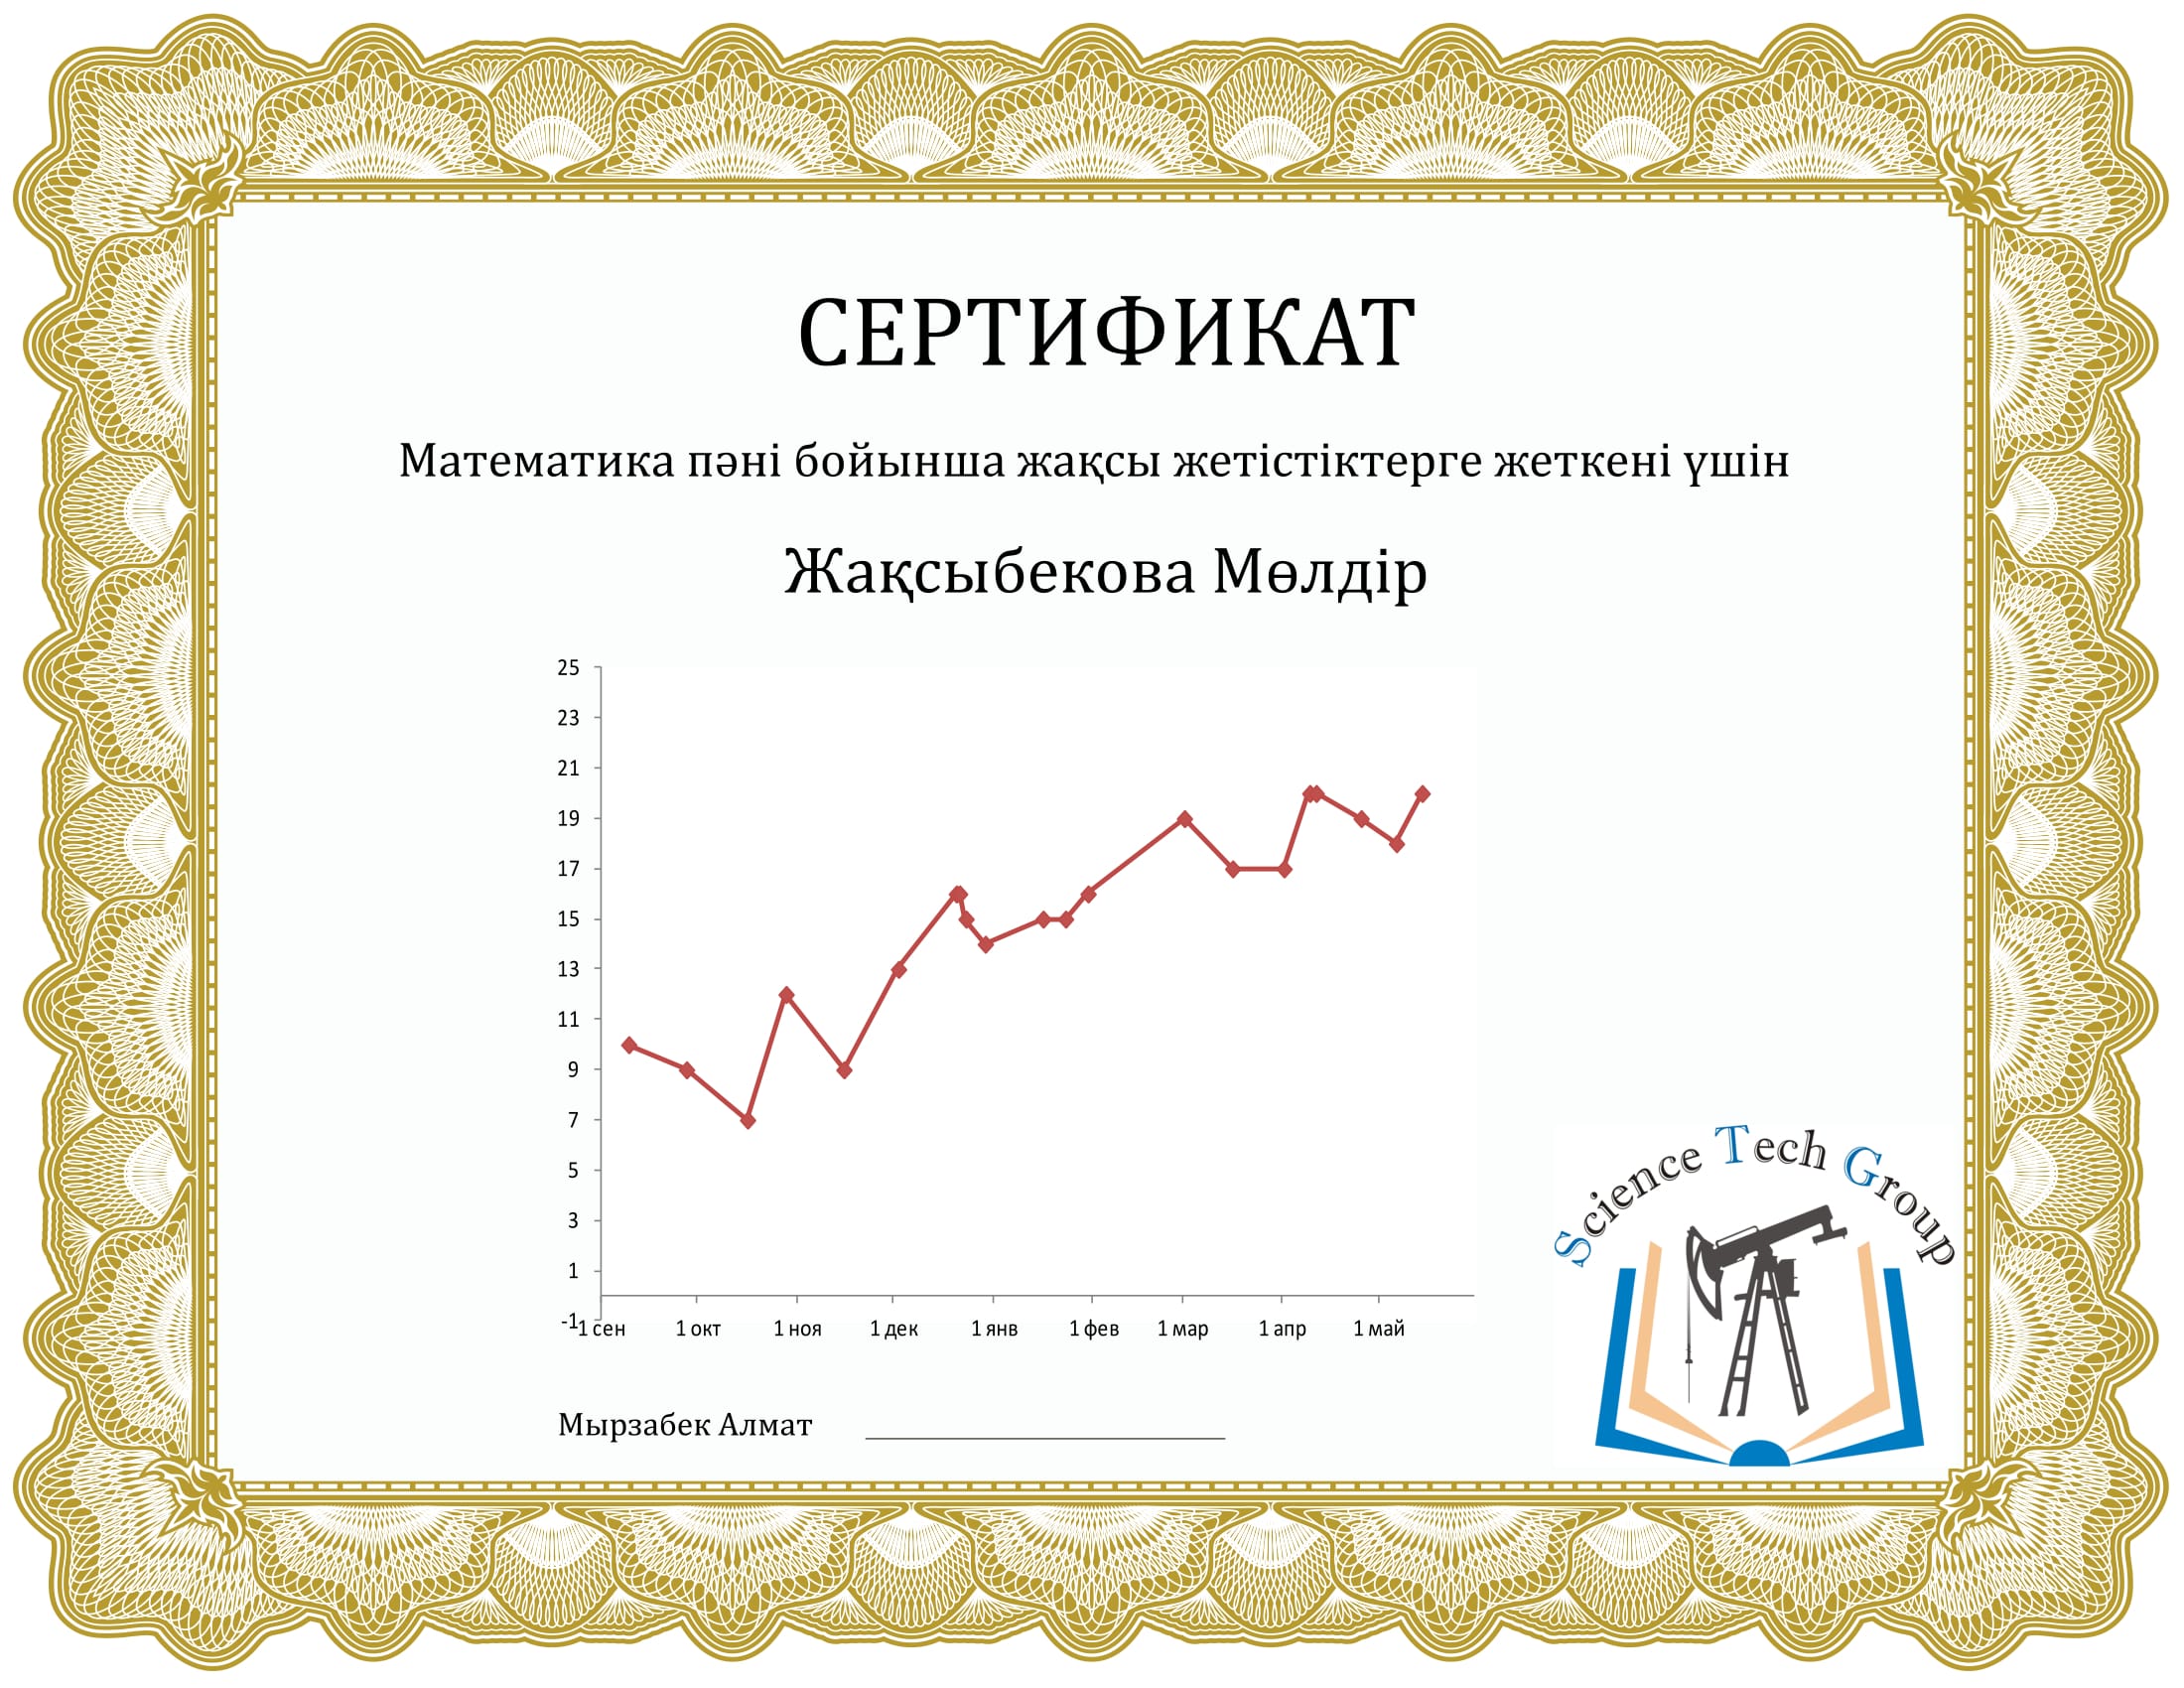 СЕРТИФИКАТ
Математика пәні бойынша жақсы жетістіктерге жеткені үшін
Жақсыбекова Мөлдір
25
23
21
19
17
15
13
11
9
7
5
3
1
-1
1 сен 1 окт 1 ноя 1 дек 1 янв 1 фев 1 мар 1 апр 1 май
Science Tech Group
Мырзабек Алмат